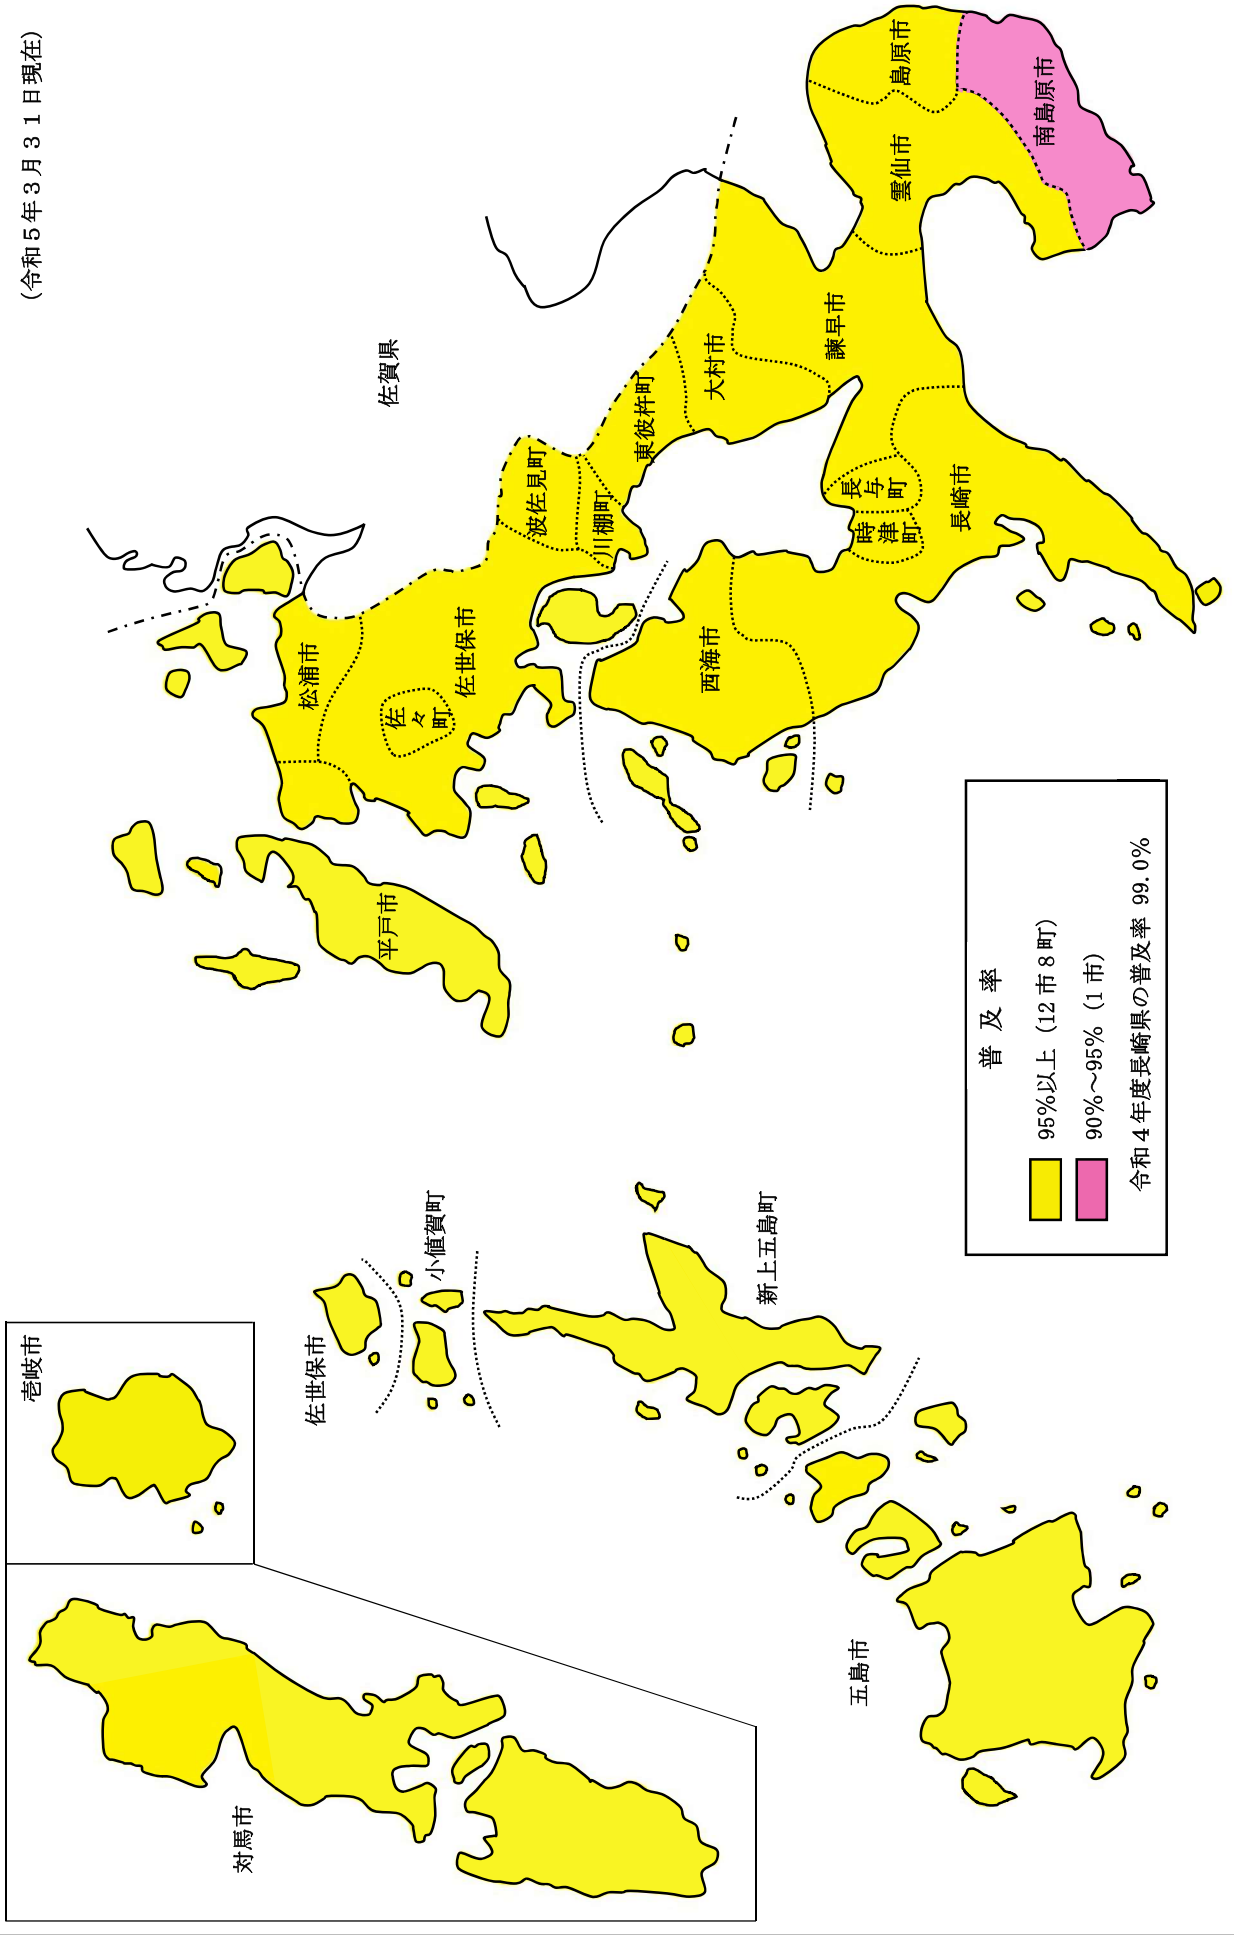 (令和５年３月３１日現在)
佐賀県
島原市
南島原市
雲仙市
諫早市
大村市
東彼杵町
波佐見町
川棚町
長与町
時津町
長崎市
西海市
松浦市
佐世保市
佐々町
平戸市
小値賀町
佐世保市
新上五島町
五島市
壱岐市
対馬市
普及率
95%以上 (12市8町)
90%～95% (1市)
令和４年度長崎県の普及率 99.0%